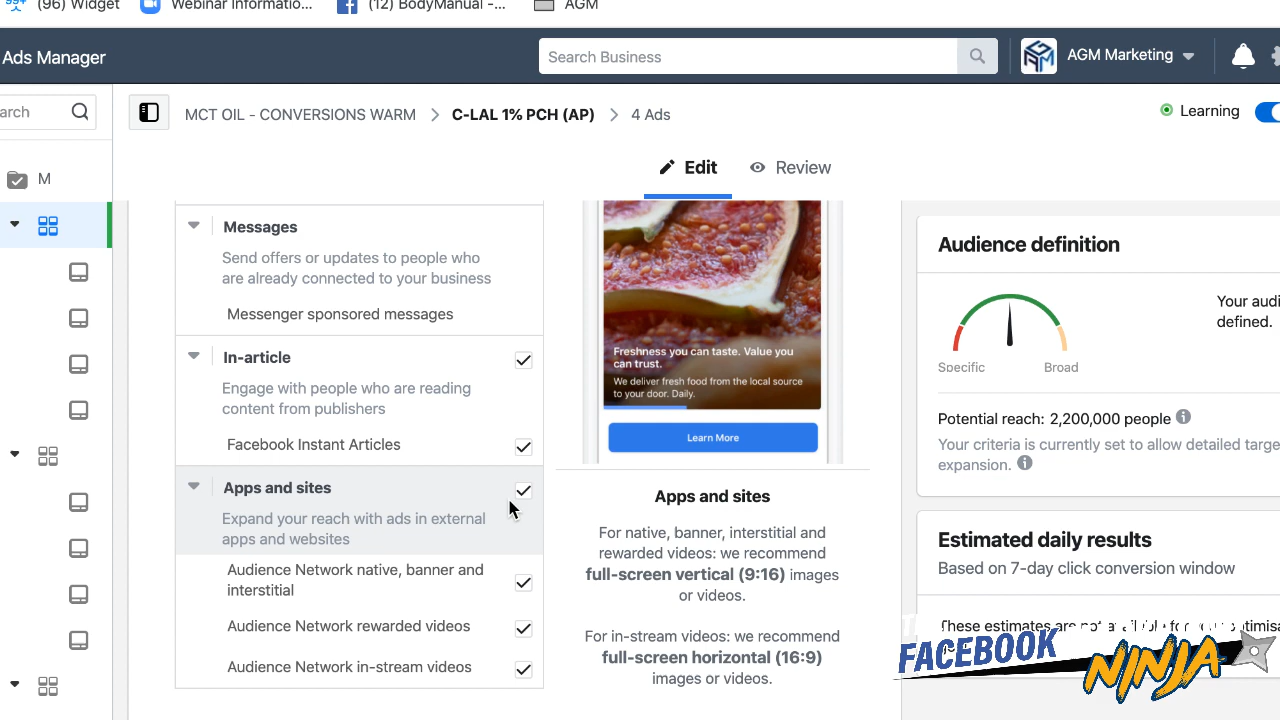 99+
(96) Widget
Webinar Informatio...
(12) BodyManual -...
AGM
Ads Manager
Search Business
AGM Marketing
arch
MCT OIL - CONVERSIONS WARM
C-LAL 1% PCH (AP)
4 Ads
Learning
Edit
Review
M
Messages
Send offers or updates to people who
are already connected to your business
Messenger sponsored messages
In-article
Engage with people who are reading
content from publishers
Facebook Instant Articles
Apps and sites
Expand your reach with ads in external
apps and websites
Audience Network native, banner and
interstitial
Audience Network rewarded videos
Audience Network in-stream videos
Freshness you can taste. Value you
can trust.
We deliver fresh food from the local source
to your door. Daily.
Learn More
Apps and sites
For native, banner, interstitial and
rewarded videos: we recommend
full-screen vertical (9:16) images
or videos.
For in-stream videos: we recommend
full-screen horizontal (16:9)
images or videos.
Audience definition
Your audi
defined.
Specific
Broad
Potential reach: 2,200,000 people
Your criteria is currently set to allow detailed targe
expansion.
Estimated daily results
Based on 7-day click conversion window
These estimates are not
FACEBOOK
NINJA